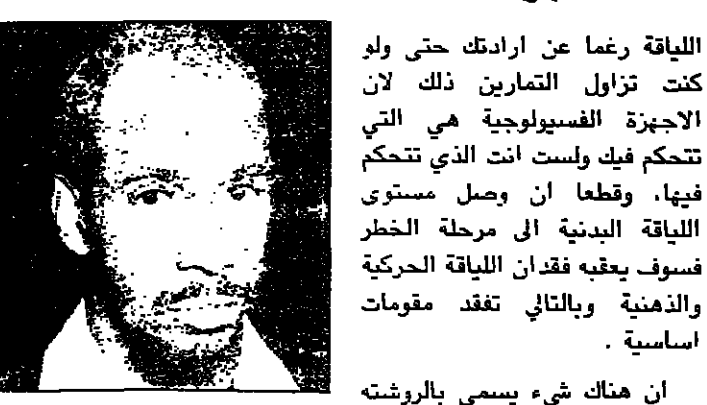 اللياقة رغما عن ارادتك حتى ولو
كنت تزاول التمارين ذلك لان
الاجهزة الفسيولوجية هي التي
تتحكم فيك ولست انت الذي تتحكم
فيها، وقطعا ان وصل مستوى
اللياقة البدنية الى مرحلة الخطر
فسوف يعقبه فقدان اللياقة الحركية
والذهنية وبالتالي تفقد مقومات
اساسية .
ان هناك شيء يسمى بالروشته